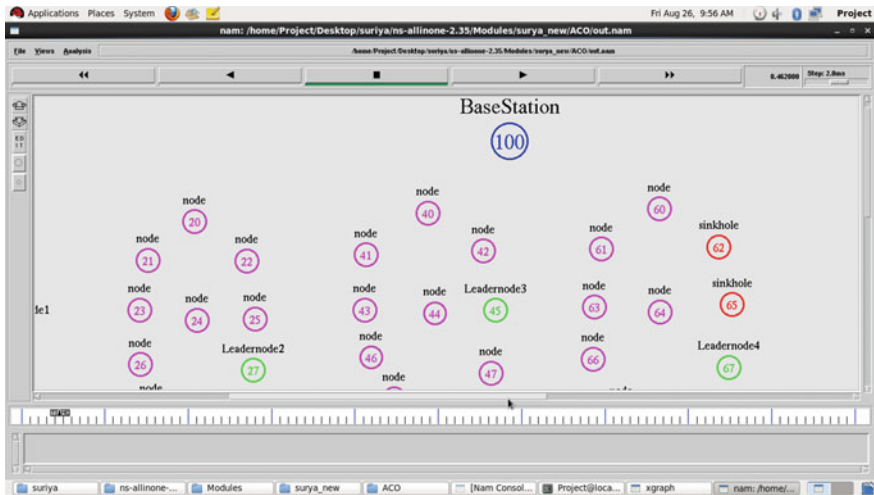 Applications Places System Fri Aug 26, 9:56 AM Project
nam: /home/Project/Desktop/suriya/ns-allinone-2.35/Modules/surya_new/ACO/out.nam
File Views Analysis /home/Project/Desktop/suriya/ns-allinone-2.35/Modules/surya_new/ACO/out.nam
0.462000 Step: 2.0ms
BaseStation
100
node
node
node
20
40
60
sinkhole
node
node
node
node
node
21
22
41
42
61
62
node
node
node
node
node
Leadernode3
node
node
sinkhole
de1
23
24
25
43
44
45
63
64
65
node
Leadernode2
node
node
node
Leadernode4
26
27
46
47
66
67
node
node
suriya ns-allinone-... Modules surya_new ACO [Nam Consol... Project@loca... xgraph nam: /home/...